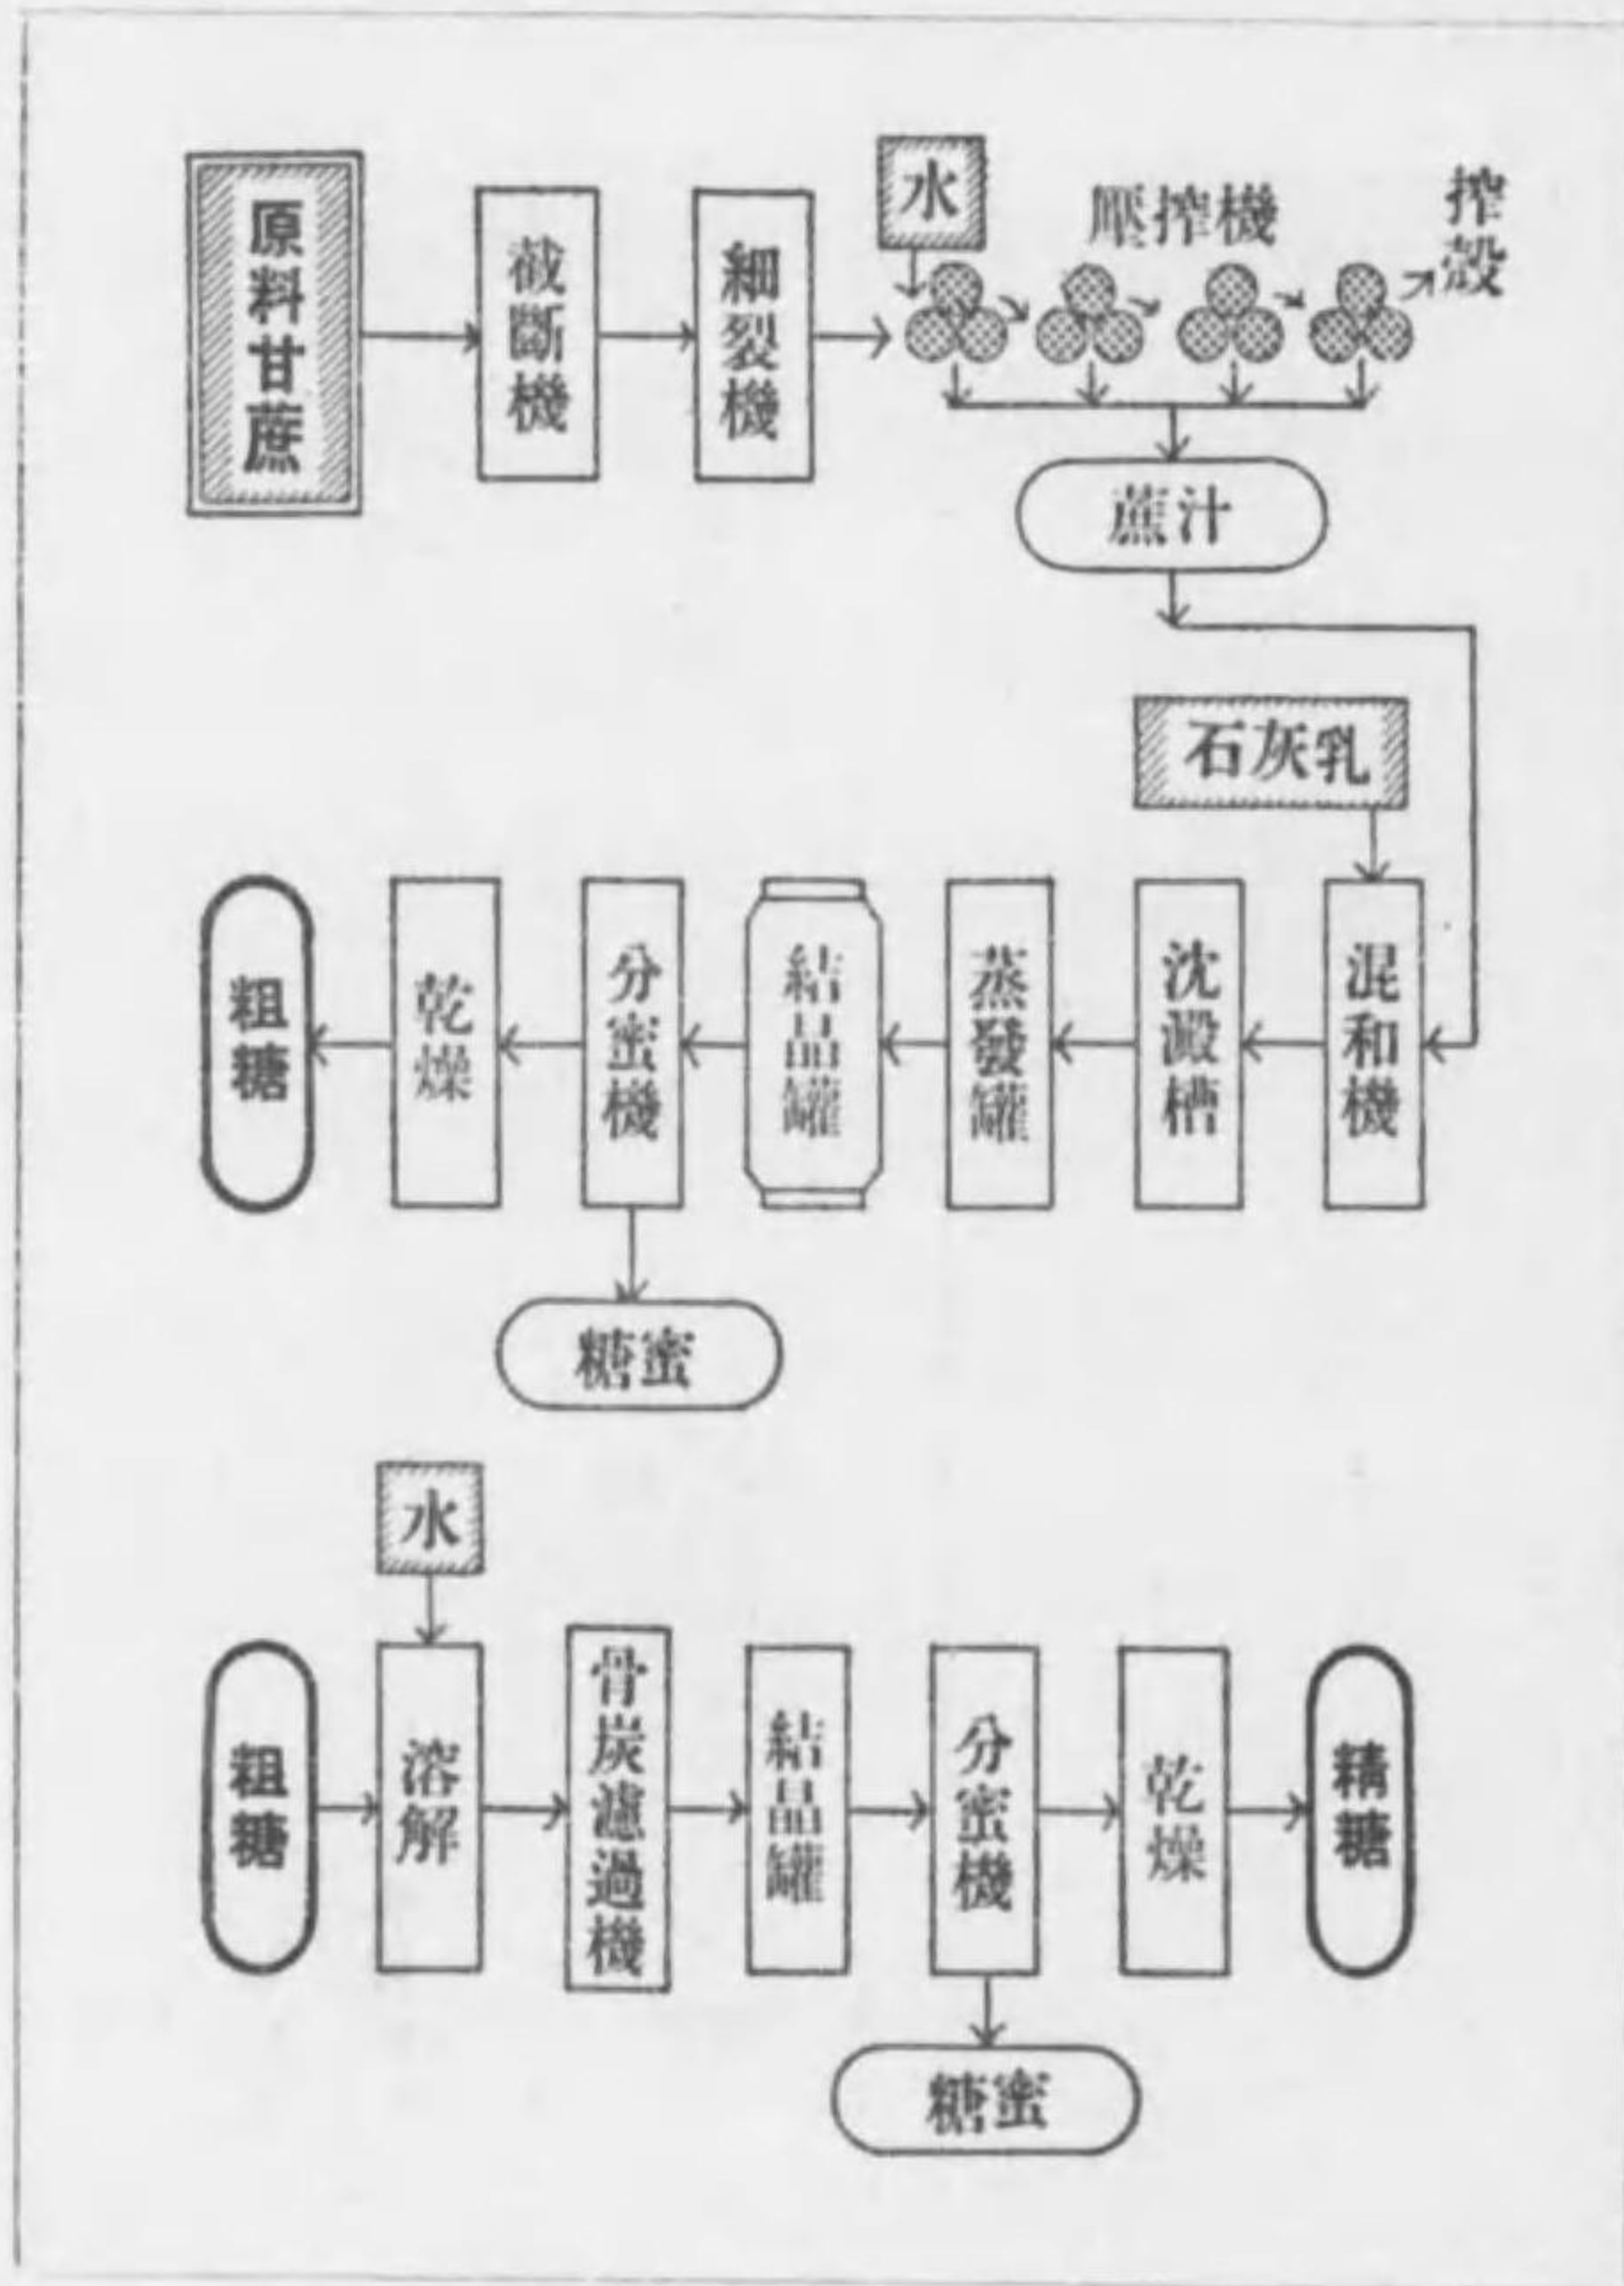 原料甘蔗
截斷機
細裂機
水
壓搾機
搾殼
蔗汁
石灰乳
混和機
沈澱槽
蒸發罐
結晶罐
分蜜機
乾燥
粗糖
糖蜜
水
粗糖
溶解
骨炭濾過機
結晶罐
分蜜機
乾燥
精糖
糖蜜